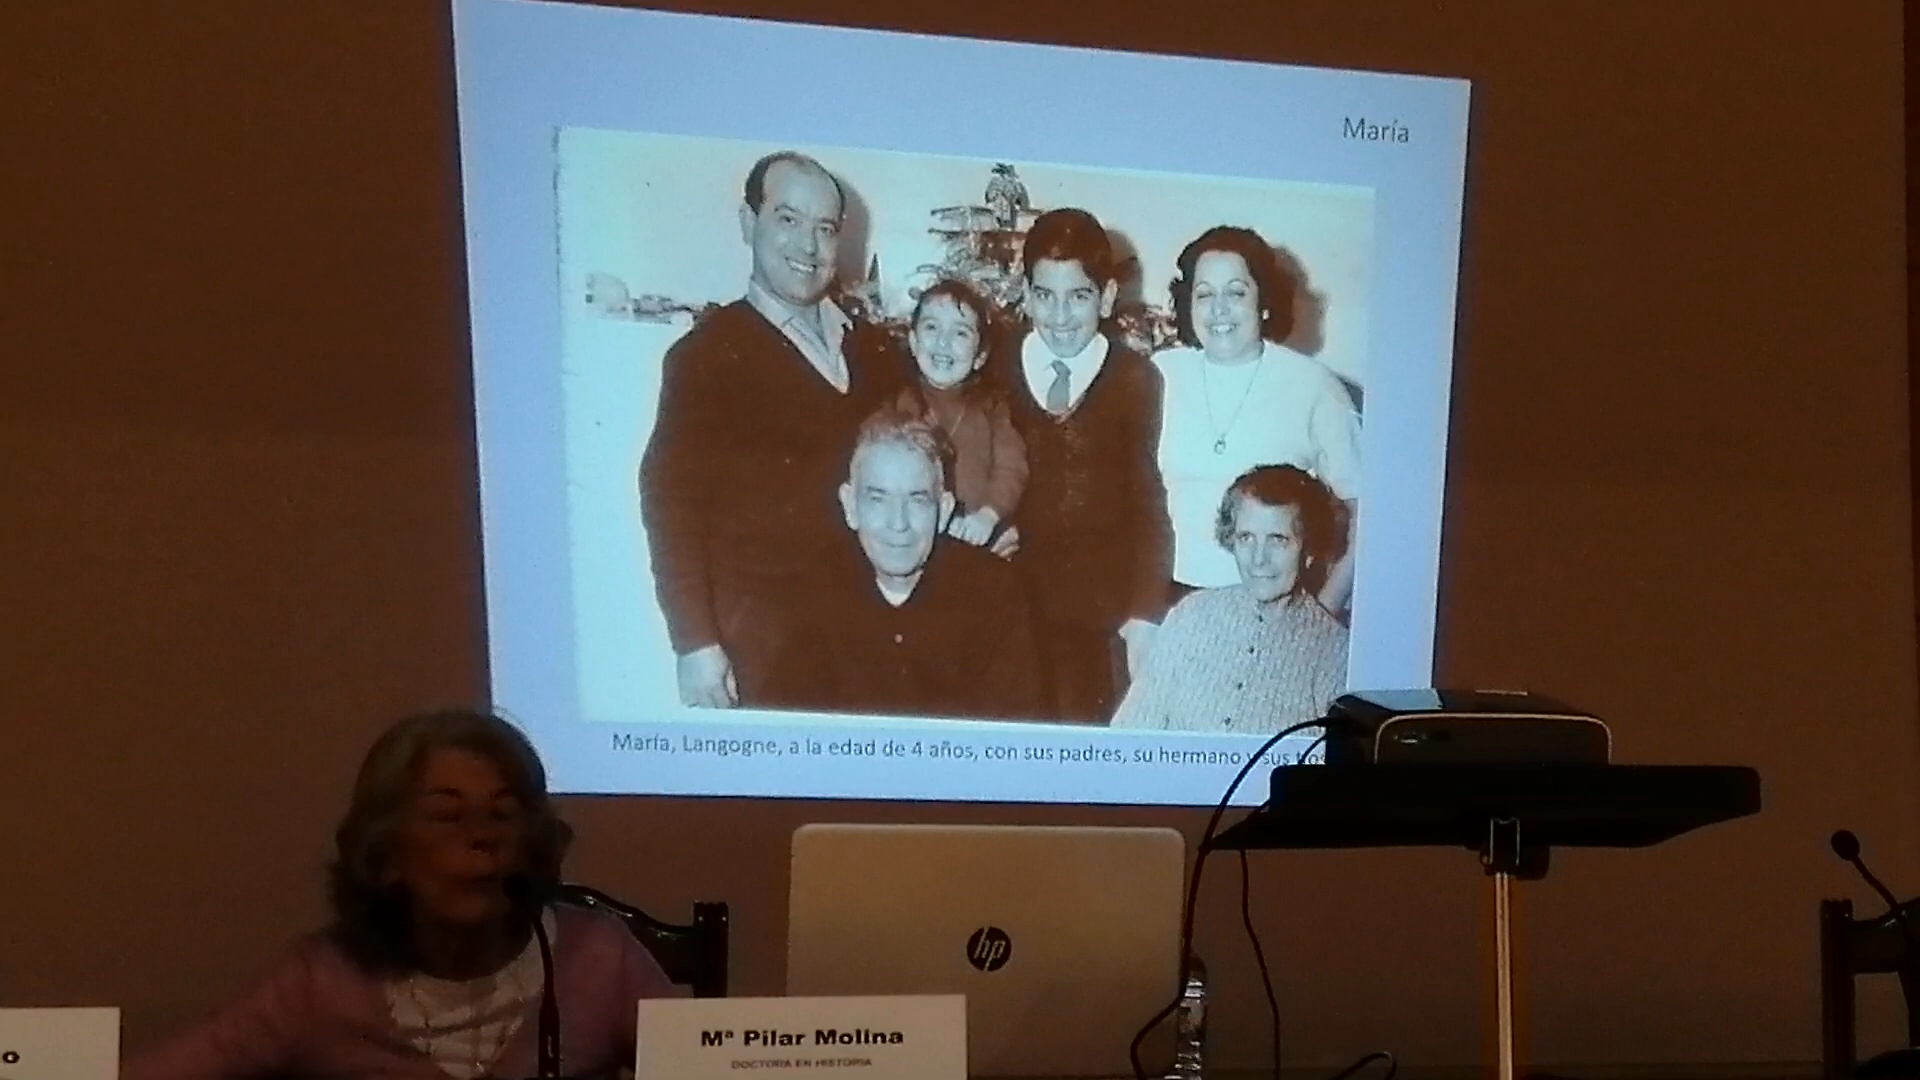 María
María, Langogne, a la edad de 4 años, con sus padres, su hermano y sus
hp
Mª Pilar Molina
DOCTORA EN HISTORIA
o